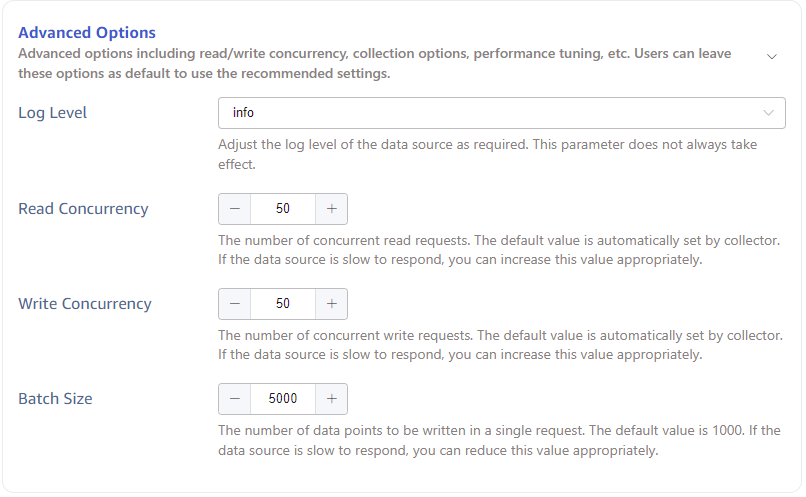 Advanced Options
Advanced options including read/write concurrency, collection options, performance tuning, etc. Users can leave
these options as default to use the recommended settings.
Log Level
info
Adjust the log level of the data source as required. This parameter does not always take
effect.
Read Concurrency
− 50 +
The number of concurrent read requests. The default value is automatically set by collector.
If the data source is slow to respond, you can increase this value appropriately.
Write Concurrency
− 50 +
The number of concurrent write requests. The default value is automatically set by collector.
If the data source is slow to respond, you can increase this value appropriately.
Batch Size
− 5000 +
The number of data points to be written in a single request. The default value is 1000. If the
data source is slow to respond, you can reduce this value appropriately.